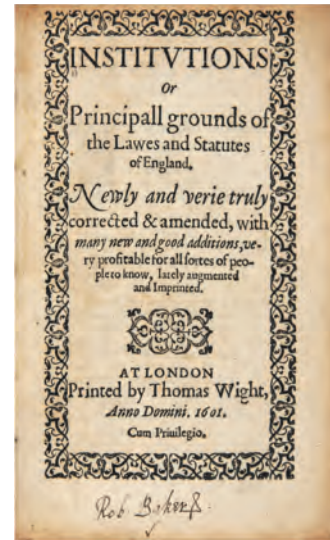 INSTITVTIONS
Or
Principall grounds of
the Lawes and Statutes
of England.
Newly and verie truly
corrected & amended, with
many new and good additions, ve-
ry profitable for all sortes of peo-
ple to know, lately augmented
and Imprinted.
AT LONDON
Printed by Thomas Wight,
Anno Domini. 1601.
Cum Priuilegio.
Rob